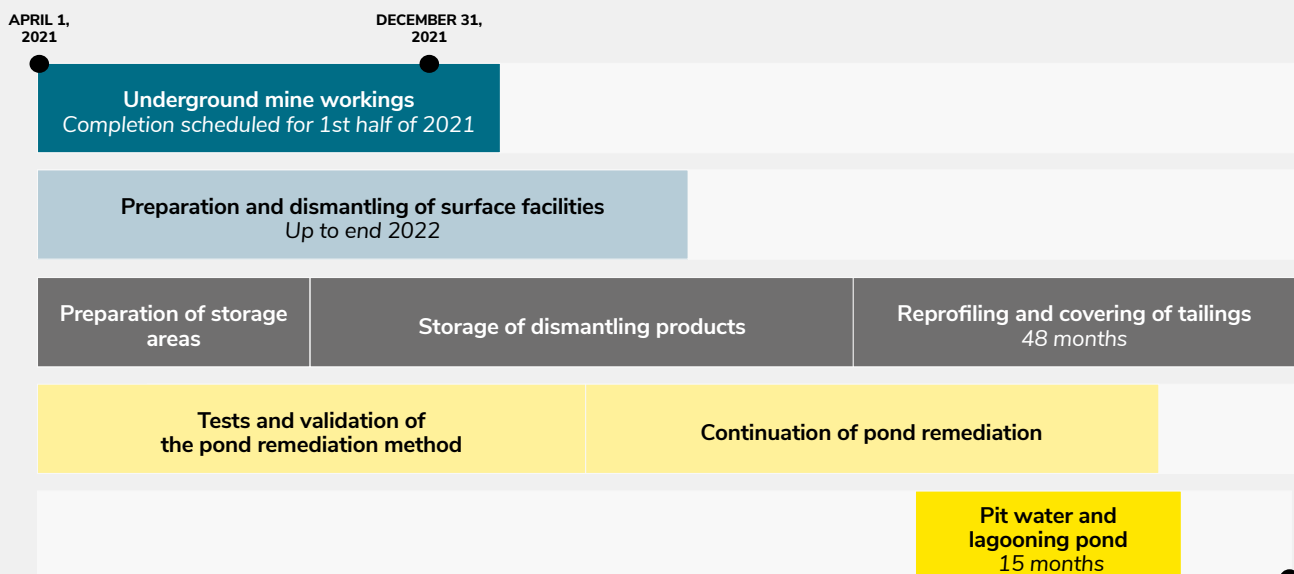 APRIL 1,
2021
DECEMBER 31,
2021
Underground mine workings
Completion scheduled for 1st half of 2021
Preparation and dismantling of surface facilities
Up to end 2022
Preparation of storage
areas
Storage of dismantling products
Reprofiling and covering of tailings
48 months
Tests and validation of
the pond remediation method
Continuation of pond remediation
Pit water and
lagooning pond
15 months